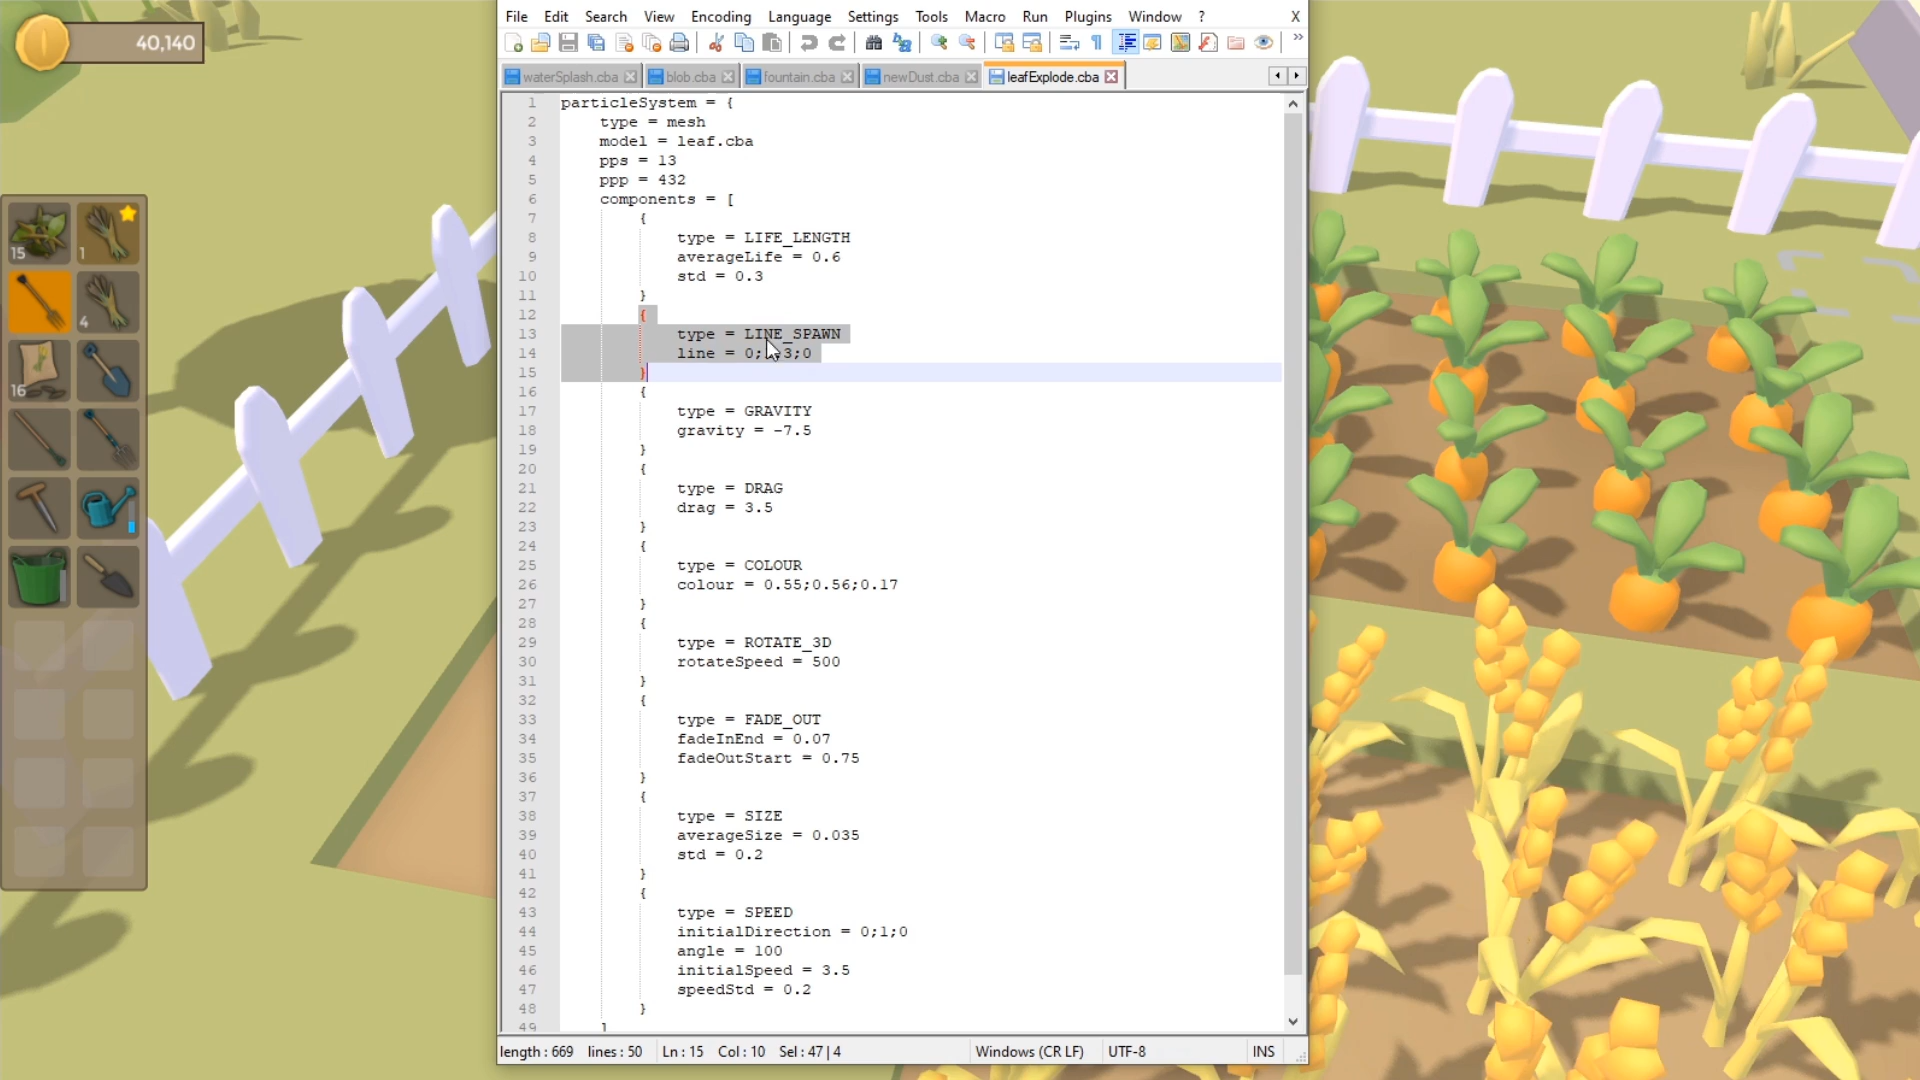 40,140
15
1
4
16
File Edit Search View Encoding Language Settings Tools Macro Run Plugins Window ? X
waterSplash.cba blob.cba fountain.cba newDust.cba leafExplode.cba
1 particleSystem = {
2 type = mesh
3 model = leaf.cba
4 pps = 13
5 ppp = 432
6 components = [
7 {
8 type = LIFE_LENGTH
9 averageLife = 0.6
10 std = 0.3
11 }
12 {
13 type = LINE_SPAWN
14 line = 0; 3;0
15 }
16 {
17 type = GRAVITY
18 gravity = -7.5
19 }
20 {
21 type = DRAG
22 drag = 3.5
23 }
24 {
25 type = COLOUR
26 colour = 0.55;0.56;0.17
27 }
28 {
29 type = ROTATE_3D
30 rotateSpeed = 500
31 }
32 {
33 type = FADE_OUT
34 fadeInEnd = 0.07
35 fadeOutStart = 0.75
36 }
37 {
38 type = SIZE
39 averageSize = 0.035
40 std = 0.2
41 }
42 {
43 type = SPEED
44 initialDirection = 0;1;0
45 angle = 100
46 initialSpeed = 3.5
47 speedStd = 0.2
48 }
49 ]
length : 669 lines : 50 Ln : 15 Col : 10 Sel : 47 | 4 Windows (CR LF) UTF-8 INS